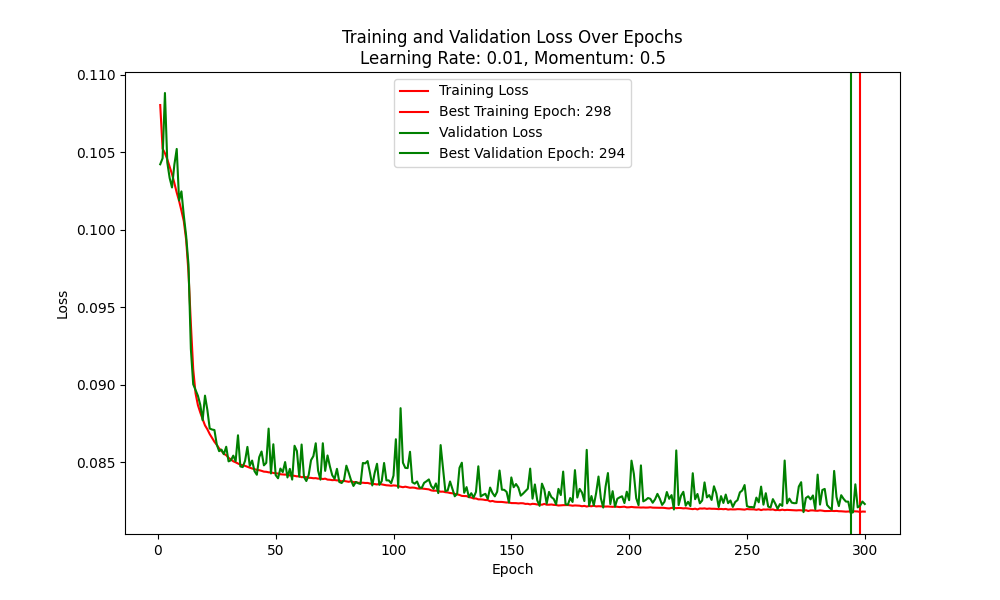 Training and Validation Loss Over Epochs
Learning Rate: 0.01, Momentum: 0.5
Training Loss
Best Training Epoch: 298
Validation Loss
Best Validation Epoch: 294
0.110
0.105
0.100
0.095
0.090
0.085
Loss
0 50 100 150 200 250 300
Epoch